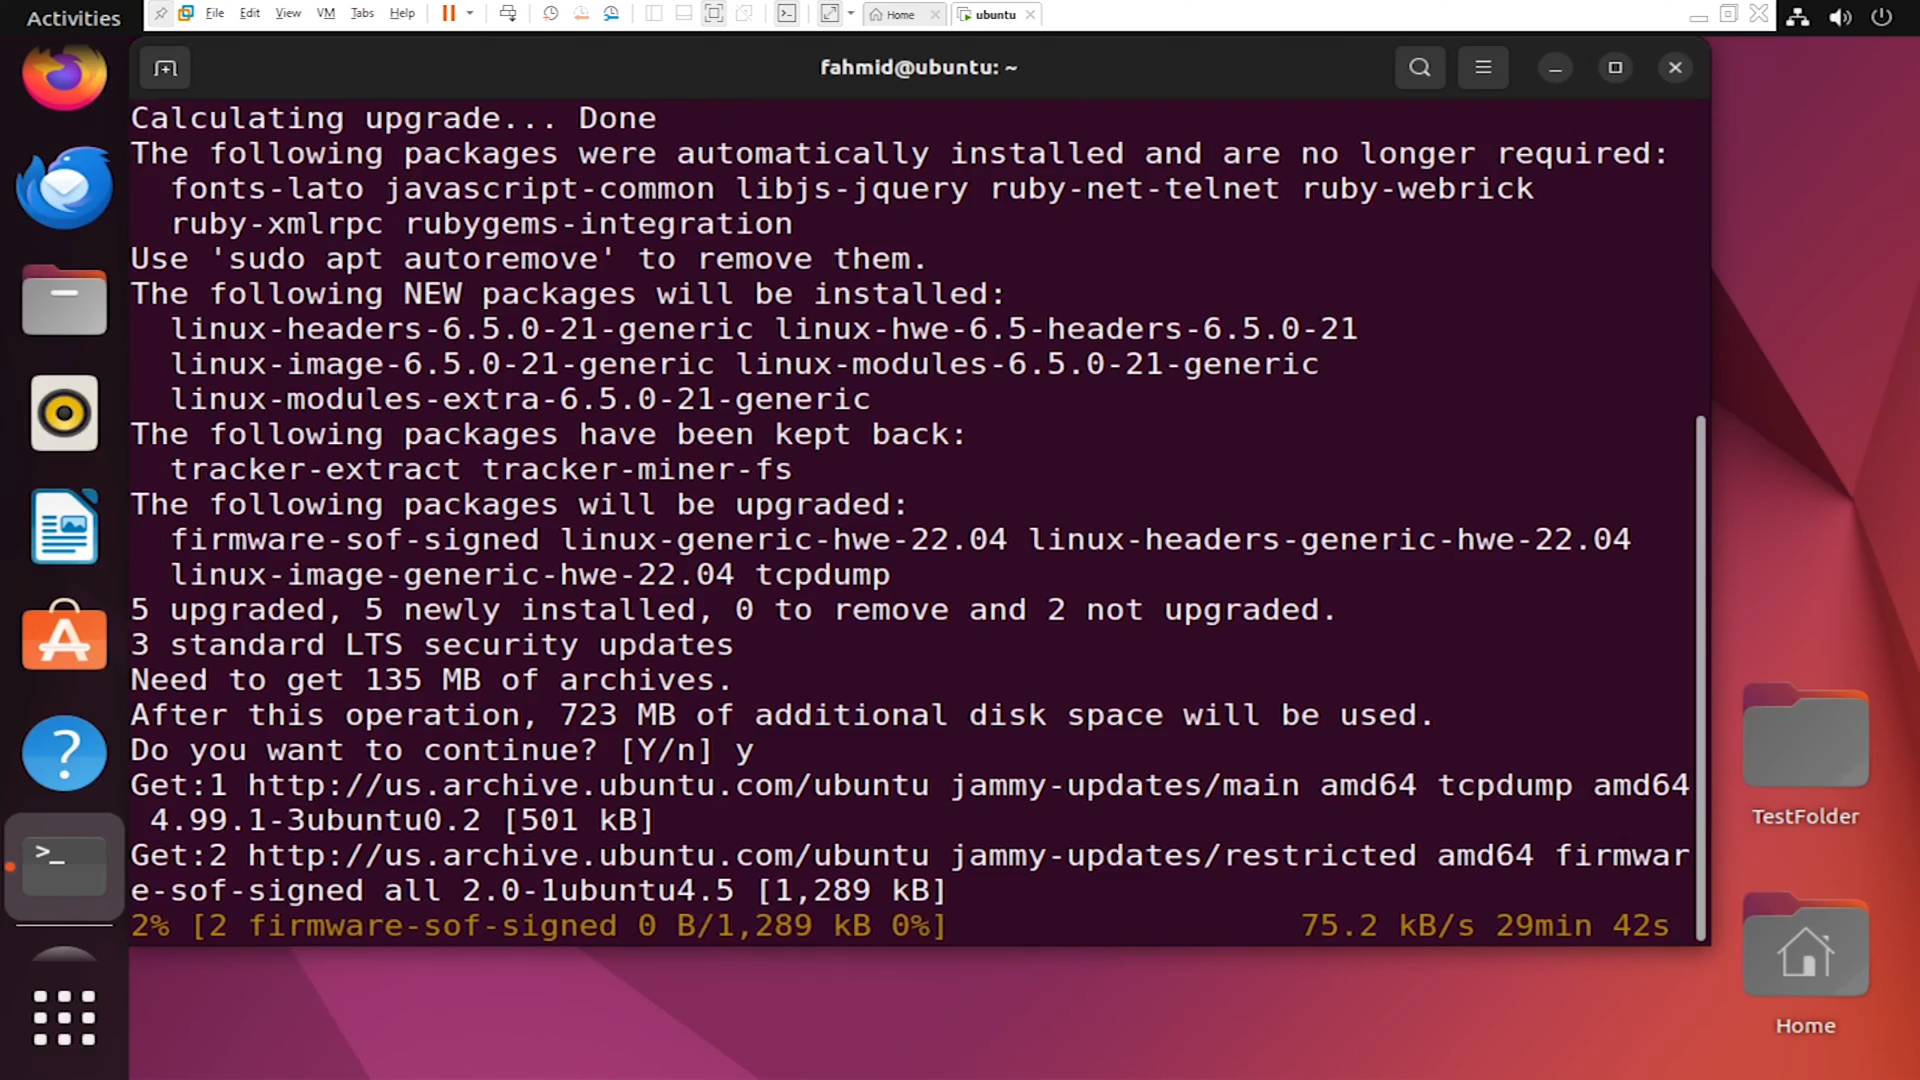 Activities
File Edit View VM Tabs Help
Home
ubuntu
fahmid@ubuntu: ~
Calculating upgrade... Done
The following packages were automatically installed and are no longer required:
fonts-lato javascript-common libjs-jquery ruby-net-telnet ruby-webrick
ruby-xmlrpc rubygems-integration
Use 'sudo apt autoremove' to remove them.
The following NEW packages will be installed:
linux-headers-6.5.0-21-generic linux-hwe-6.5-headers-6.5.0-21
linux-image-6.5.0-21-generic linux-modules-6.5.0-21-generic
linux-modules-extra-6.5.0-21-generic
The following packages have been kept back:
tracker-extract tracker-miner-fs
The following packages will be upgraded:
firmware-sof-signed linux-generic-hwe-22.04 linux-headers-generic-hwe-22.04
linux-image-generic-hwe-22.04 tcpdump
5 upgraded, 5 newly installed, 0 to remove and 2 not upgraded.
3 standard LTS security updates
Need to get 135 MB of archives.
After this operation, 723 MB of additional disk space will be used.
Do you want to continue? [Y/n] y
Get:1 http://us.archive.ubuntu.com/ubuntu jammy-updates/main amd64 tcpdump amd64
4.99.1-3ubuntu0.2 [501 kB]
Get:2 http://us.archive.ubuntu.com/ubuntu jammy-updates/restricted amd64 firmwar
e-sof-signed all 2.0-1ubuntu4.5 [1,289 kB]
2% [2 firmware-sof-signed 0 B/1,289 kB 0%] 75.2 kB/s 29min 42s
TestFolder
Home